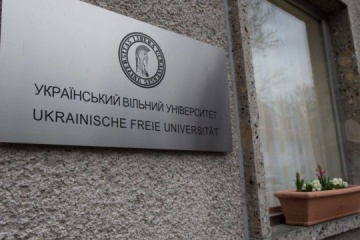 УКРАЇНСЬКИЙ ВІЛЬНИЙ УНІВЕРСИТЕТ
UKRAINISCHE FREIE UNIVERSITÄT